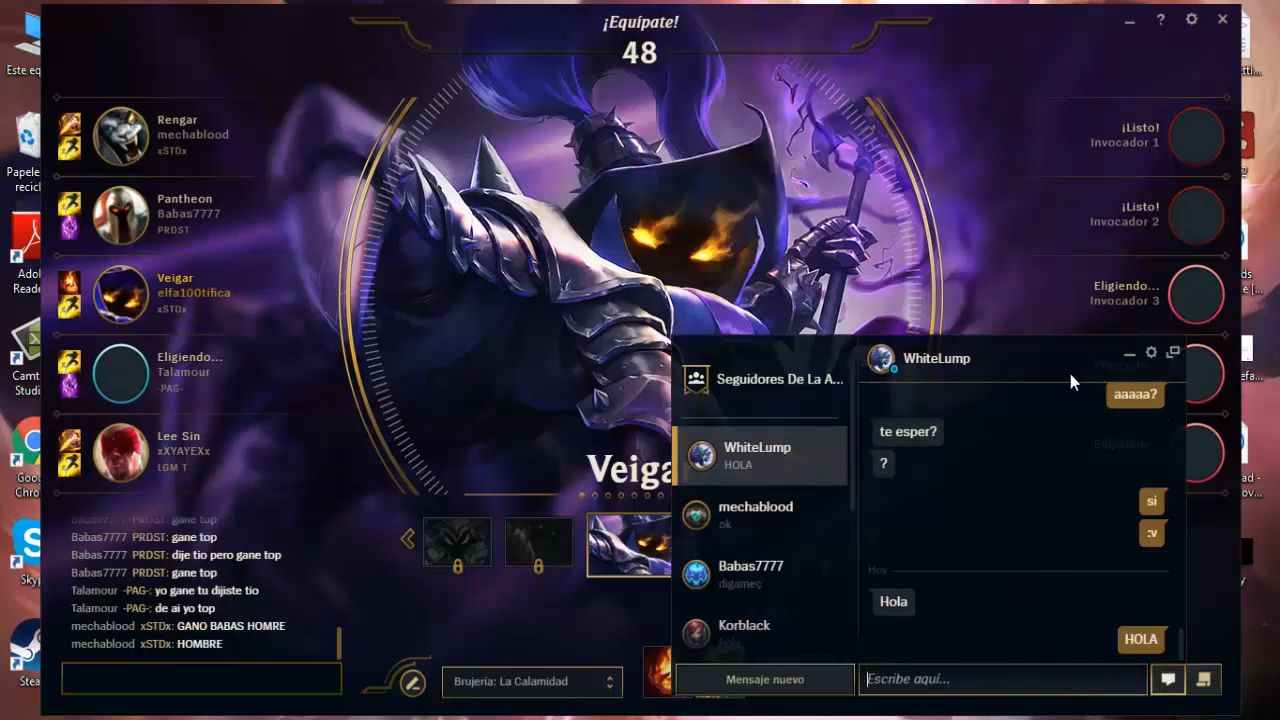 ¡Equípate!
48
Este eq
Papele
recicl
Adol
Reade
Camt
Studi
Goo
Chro
Skyp
Stea
Rengar
mechablood
xSTDx
Pantheon
Babas7777
PRDST
Veigar
elfa100tifica
xSTDx
Eligiendo...
Talamour
-PAG-
Lee Sin
xXYAYEXx
LGM T
¡Listo!
Invocador 1
¡Listo!
Invocador 2
Eligiendo...
Invocador 3
Veiga
Babas7777 PRDST: gane top
Babas7777 PRDST: gane top
Babas7777 PRDST: dije tio pero gane top
Babas7777 PRDST: gane top
Talamour -PAG-: yo gane tu dijiste tio
Talamour -PAG-: de ai yo top
mechablood xSTDx: GANO BABAS HOMRE
mechablood xSTDx: HOMBRE
Brujería: La Calamidad
Seguidores De La A...
WhiteLump
HOLA
mechablood
ok
Babas7777
digameç
Korblack
Mensaje nuevo
WhiteLump
aaaaa?
te esper?
?
si
:v
Hoy
Hola
HOLA
Escribe aquí...